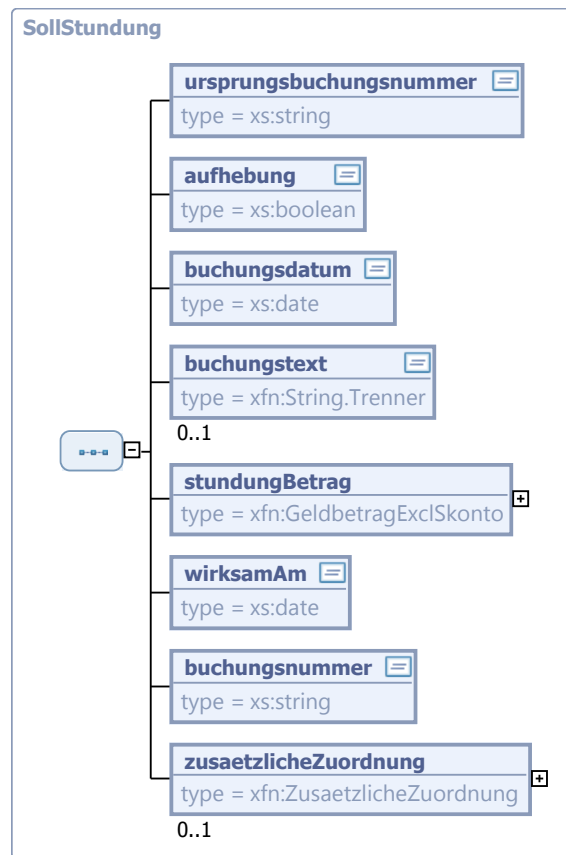 SollStundung
ursprungsbuchungsnummer
type = xs:string
aufhebung
type = xs:boolean
buchungsdatum
type = xs:date
buchungstext
type = xfn:String.Trenner
0..1
stundungBetrag
type = xfn:GeldbetragExclSkonto
wirksamAm
type = xs:date
buchungsnummer
type = xs:string
zusaetzlicheZuordnung
type = xfn:ZusaetzlicheZuordnung
0..1